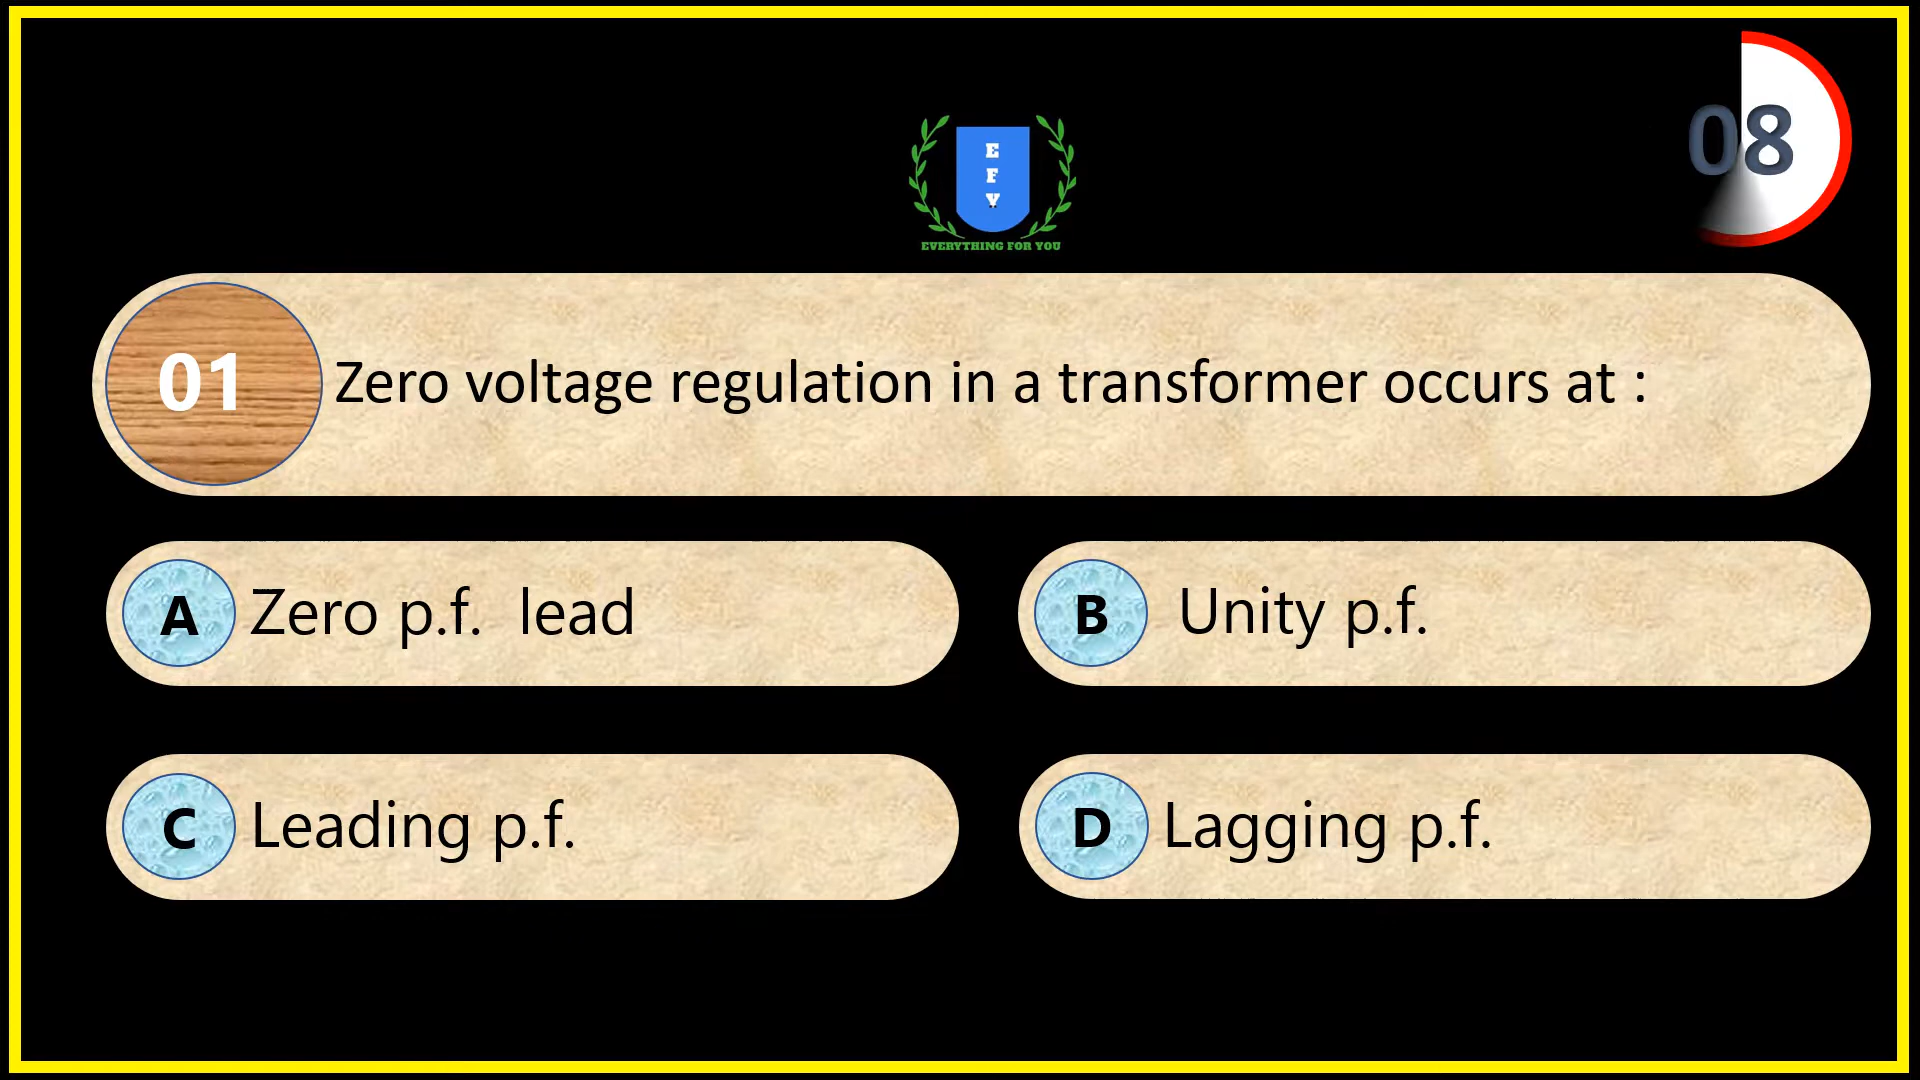 08
E
F
Y
EVERYTHING FOR YOU
01
Zero voltage regulation in a transformer occurs at :
A Zero p.f. lead
B Unity p.f.
C Leading p.f.
D Lagging p.f.